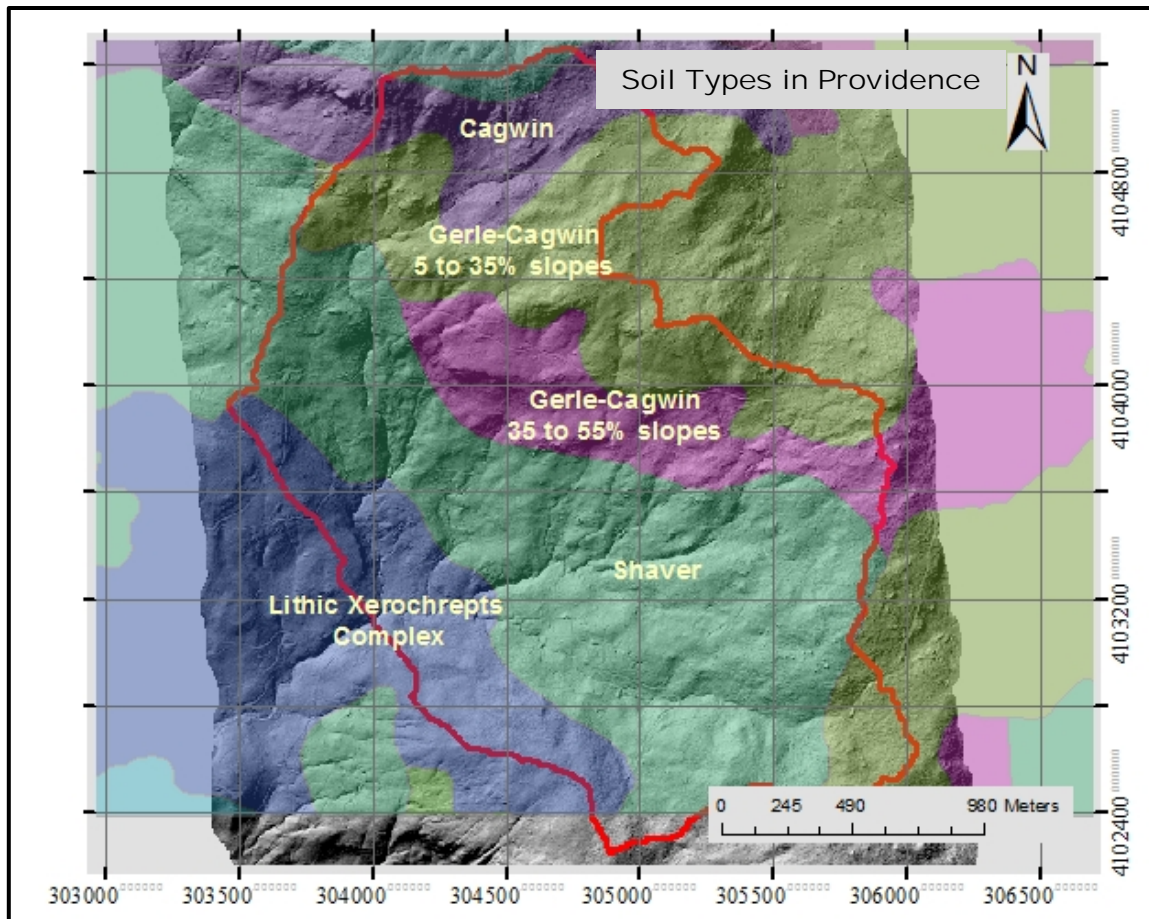 Soil Types in Providence
N
Cagwin
Gerle-Cagwin
5 to 35% slopes
Gerle-Cagwin
35 to 55% slopes
Shaver
Lithic Xerochrepts
Complex
4104800
4104000
4103200
4102400
0 245 490 980 Meters
303000 303500 304000 304500 305000 305500 306000 306500